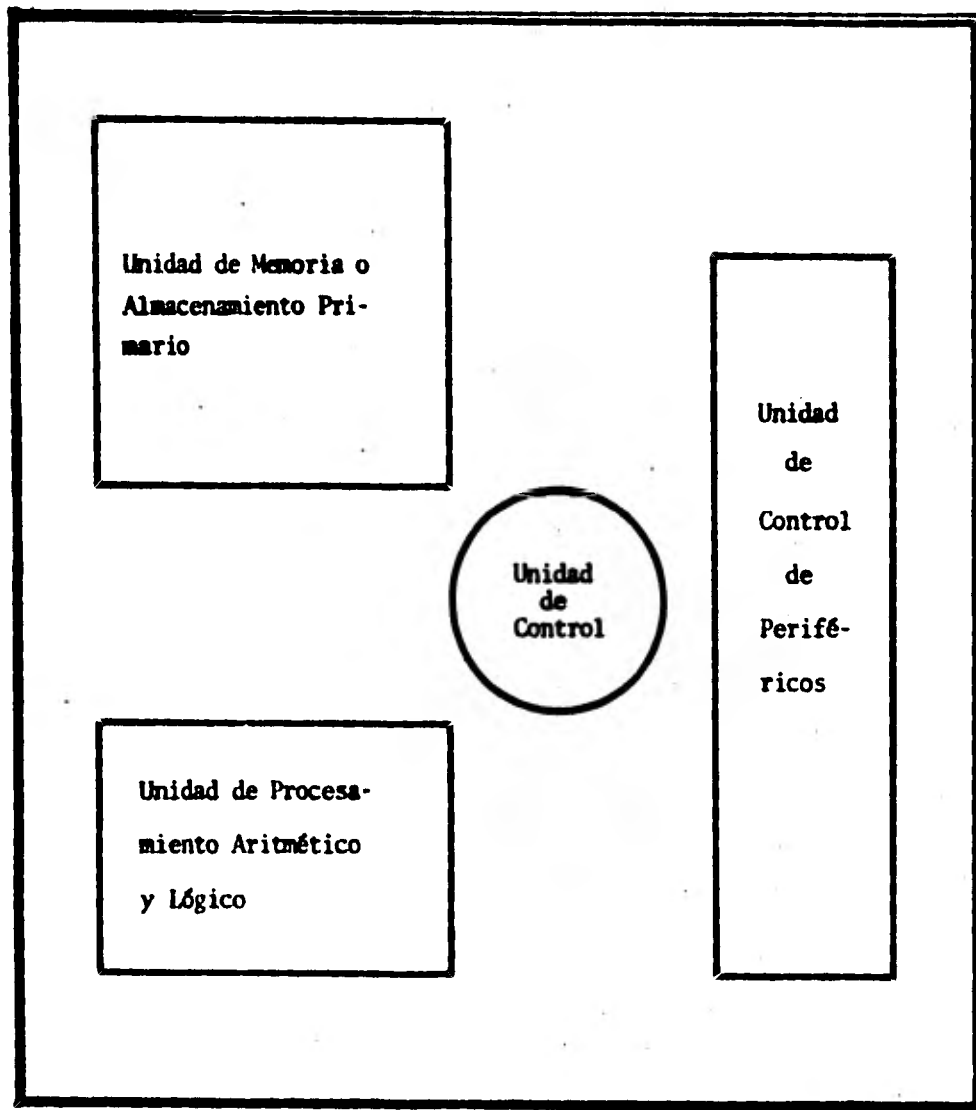 Unidad de Memoria o
Almacenamiento Pri-
mario
Unidad
de
Control
de
Perifé-
ricos
Unidad
de
Control
Unidad de Procesa-
miento Aritmético
y Lógico